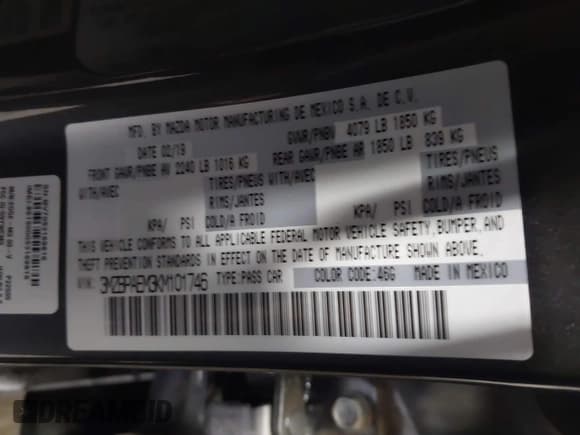 MFD. BY MAZDA MOTOR MANUFACTURING DE MEXICO S.A. DE C.V.
DATE 02/19
GVWR/PNBV 4079 LB 1850 KG
FRONT GAWR/PNBE AV 2240 LB 1016 KG
REAR GAWR/PNBE AR 1850 LB 839 KG
WITH/AVEC
TIRES/PNEUS
WITH/AVEC
TIRES/PNEUS
RIMS/JANTES
RIMS/JANTES
KPA/ PSI COLD/A FROID
KPA/ PSI COLD/A FROID
THIS VEHICLE CONFORMS TO ALL APPLICABLE FEDERAL MOTOR VEHICLE SAFETY, BUMPER, AND
THEFT PREVENTION STANDARDS IN EFFECT ON THE DATE OF MANUFACTURE SHOWN ABOVE.
VIN: 3MZBPAEM3KM101746 TYPE: PASS CAR COLOR CODE: 46G MADE IN MEXICO
DREAMBID